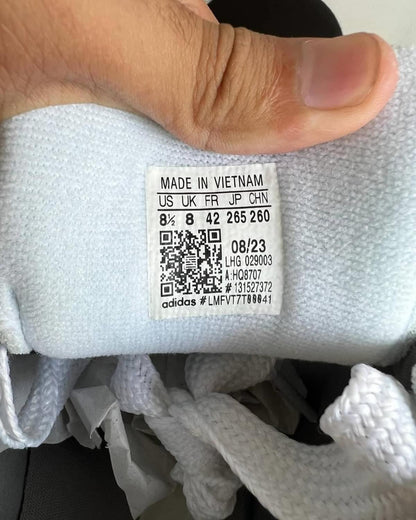 MADE IN VIETNAM
US UK FR JP CHN
8½ 8 42 265 260
08/23
LHG 029003
A:HQ8707
# 131527372
adidas # LMFVT7T00041